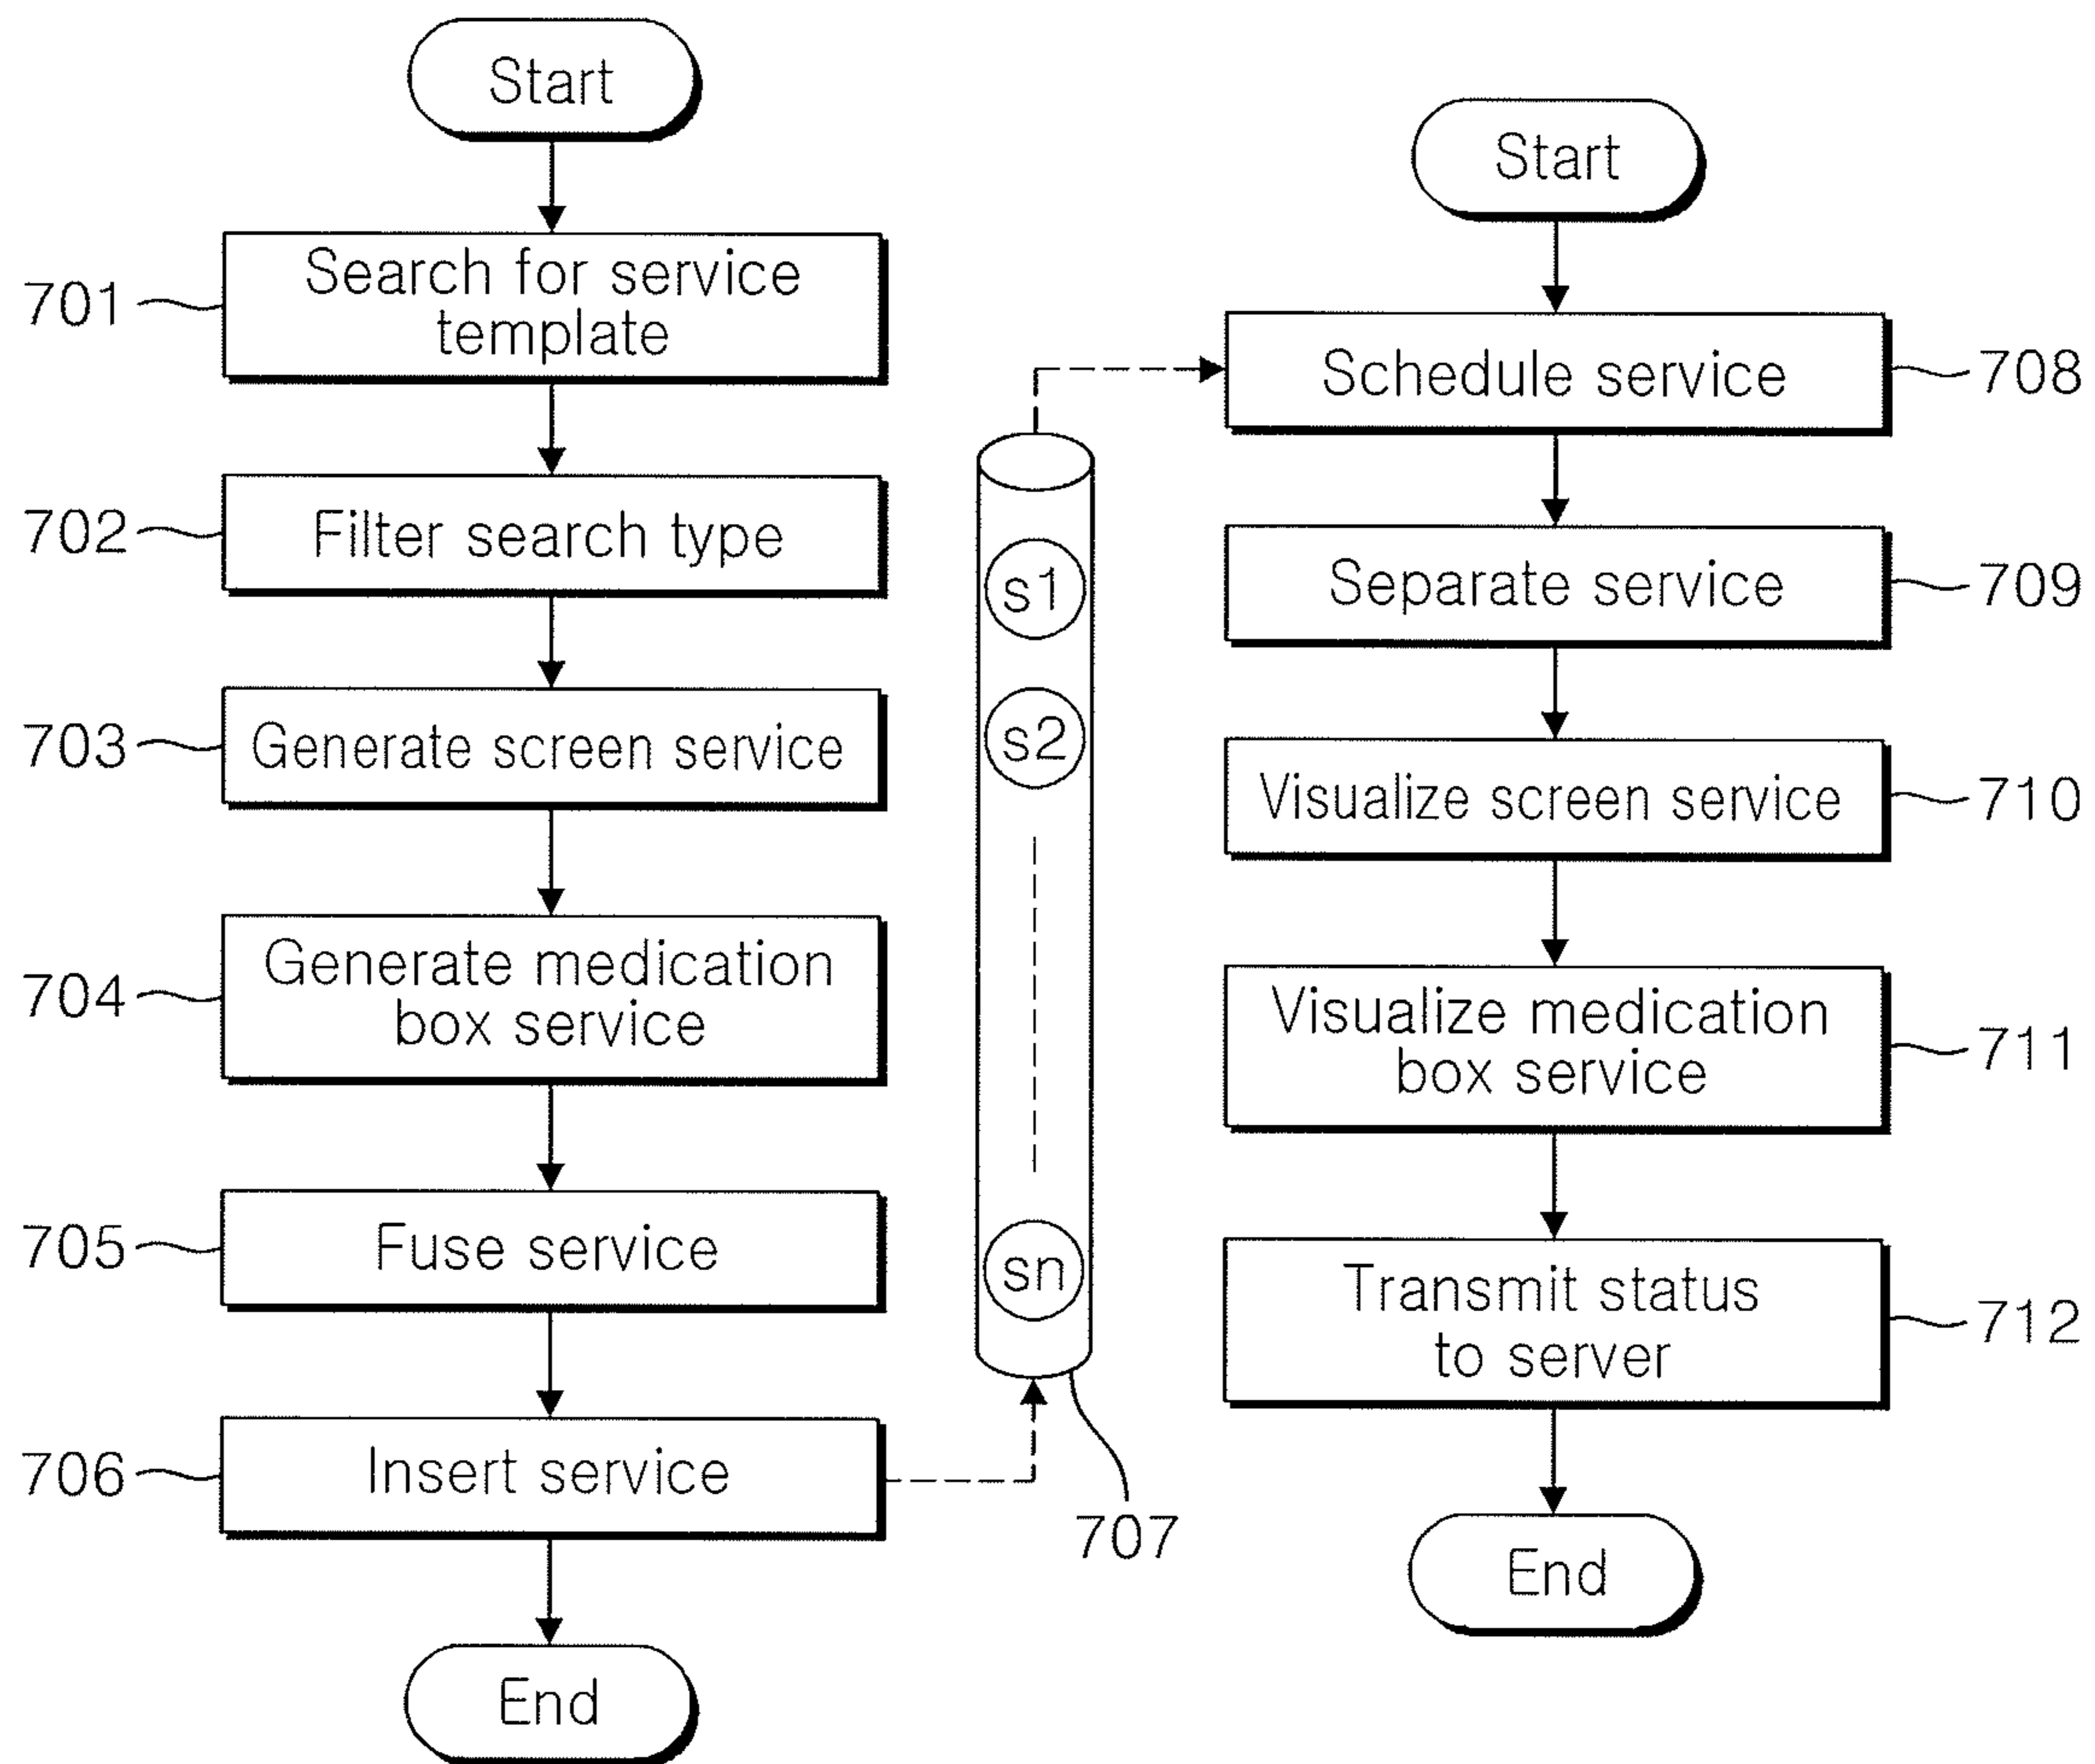 Start
701
Search for service
template
702
Filter search type
703
Generate screen service
704
Generate medication
box service
705
Fuse service
706
Insert service
End
s1
s2
sn
707
Start
Schedule service
708
Separate service
709
Visualize screen service
710
Visualize medication
box service
711
Transmit status
to server
712
End